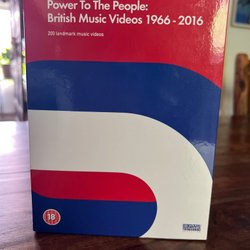 Power To The People:
British Music Videos 1966 - 2016
200 landmark music videos
18